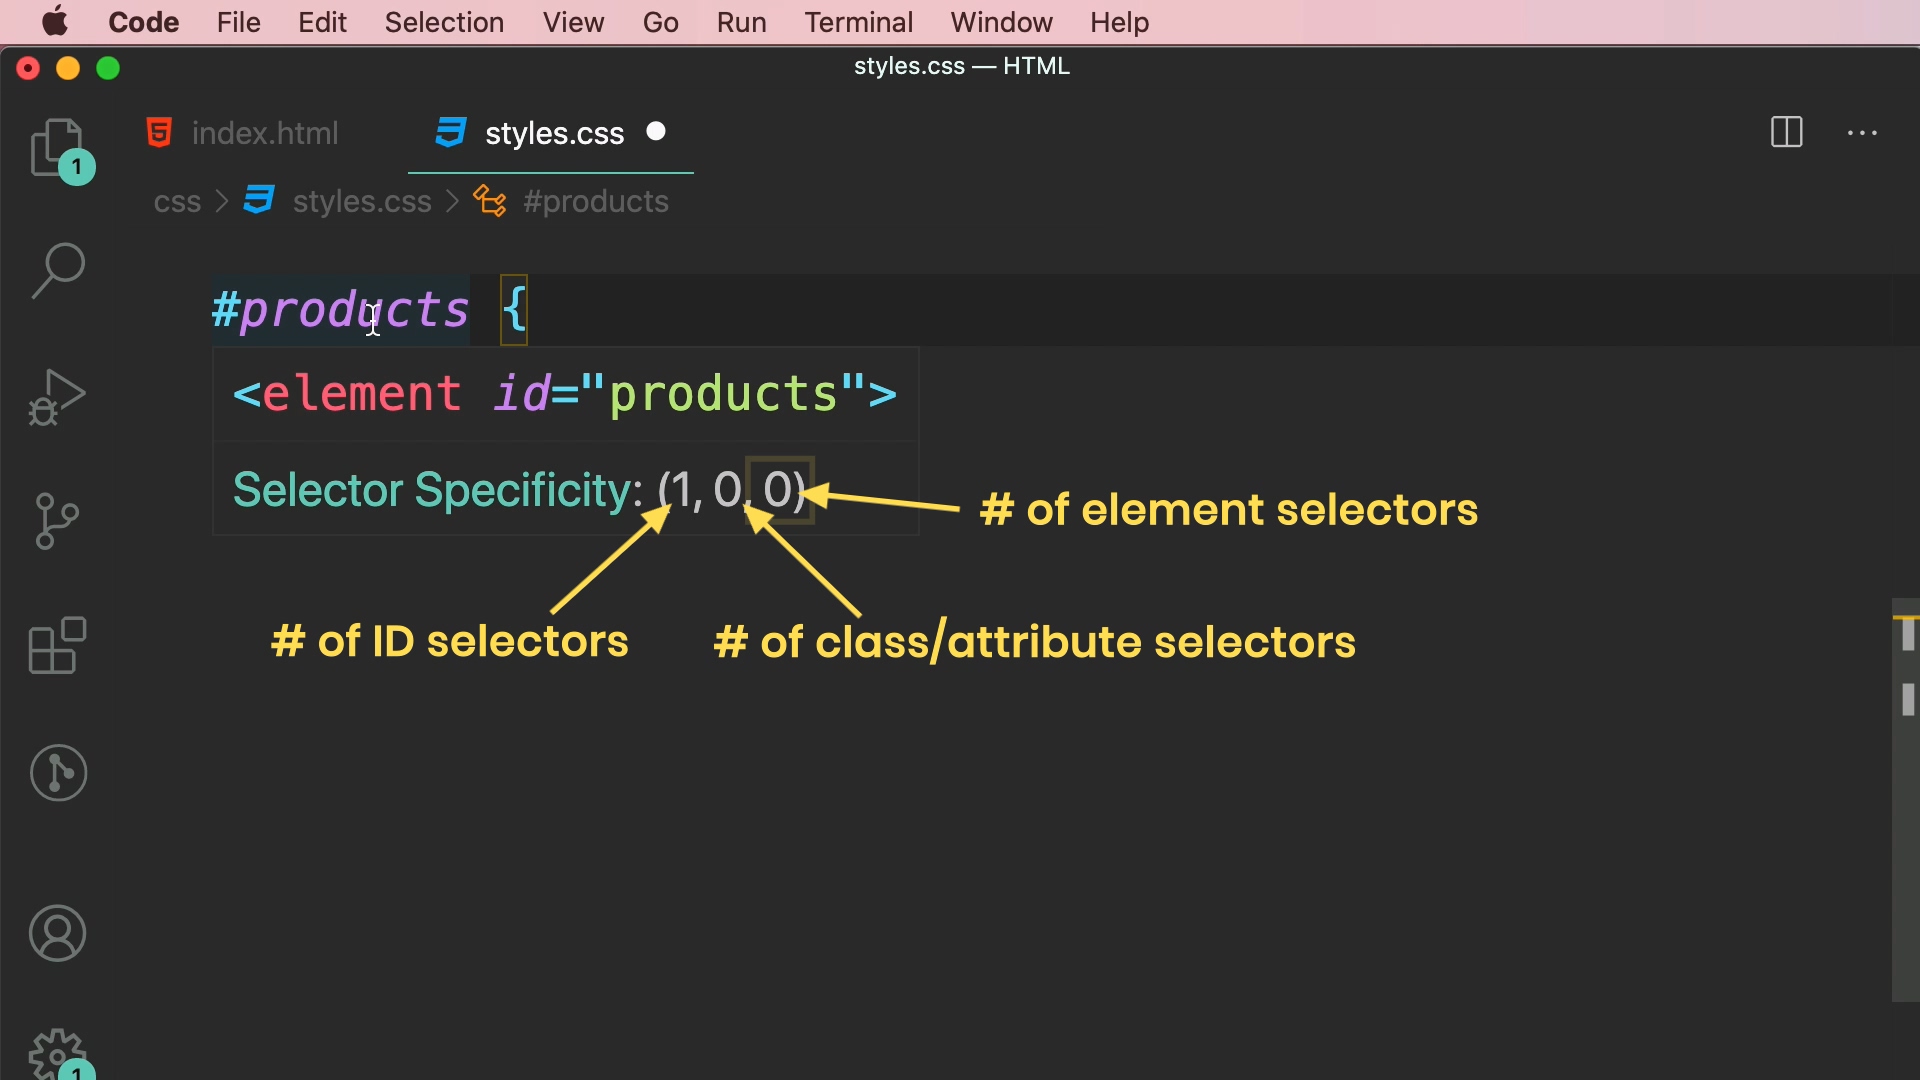 Code File Edit Selection View Go Run Terminal Window Help
styles.css — HTML
1
index.html styles.css
css > styles.css > #products
#products {
<element id="products">
Selector Specificity: (1, 0, 0)
# of element selectors
# of ID selectors # of class/attribute selectors
1